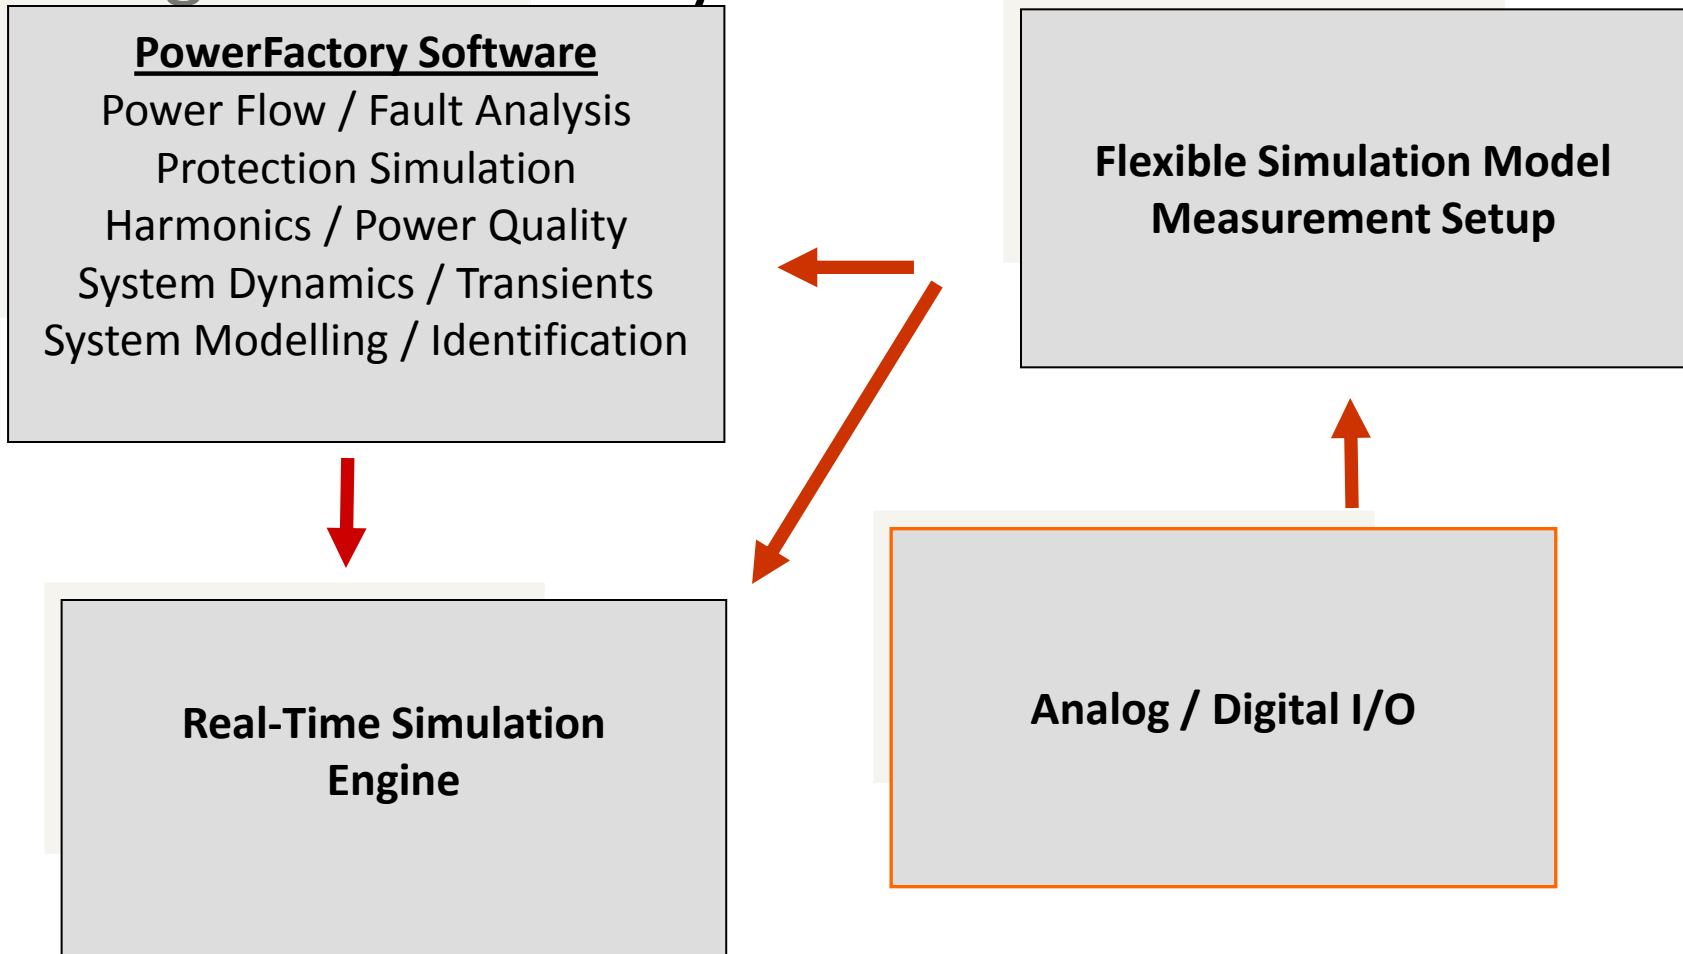 PowerFactory Software
Power Flow / Fault Analysis
Protection Simulation
Harmonics / Power Quality
System Dynamics / Transients
System Modelling / Identification
Flexible Simulation Model
Measurement Setup
Real-Time Simulation
Engine
Analog / Digital I/O